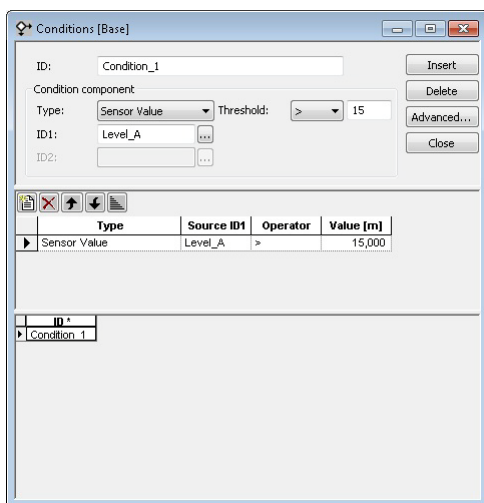 Conditions [Base]
ID: Condition_1 Insert
Condition component Delete
Type: Sensor Value Threshold: > 15 Advanced...
ID1: Level_A ... Close
ID2: ...
Type Source ID1 Operator Value [m]
Sensor Value Level_A > 15,000
ID *
Condition_1